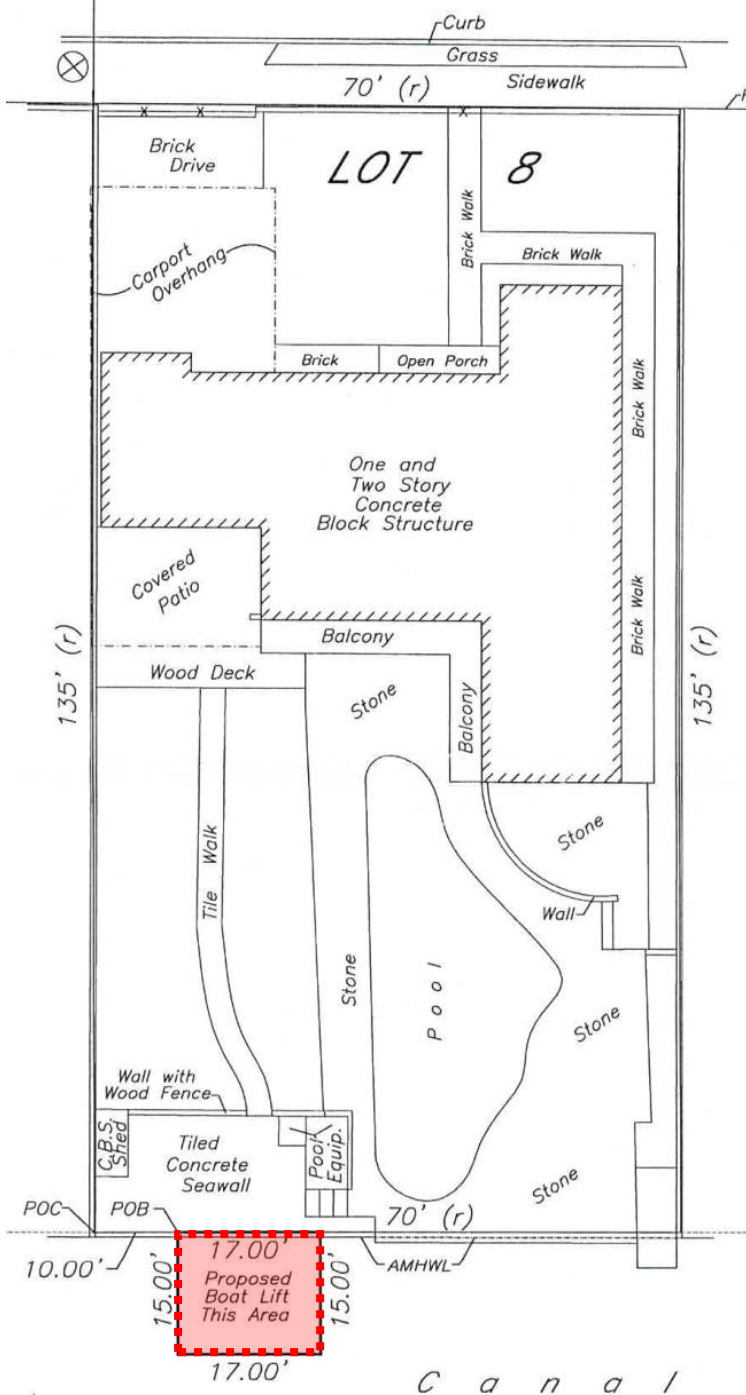 Curb
Grass
Sidewalk
70' (r)
Brick
Drive
LOT 8
Brick Walk
Brick Walk
Carport
Overhang
Brick
Open Porch
Brick Walk
One and
Two Story
Concrete
Block Structure
Covered
Patio
Brick Walk
Balcony
135' (r)
135' (r)
Wood Deck
Stone
Balcony
Tile Walk
Stone
Wall
Stone
Pool
Stone
Wall with
Wood Fence
C.B.S.
Shed
Tiled
Concrete
Seawall
Pool
Equip.
Stone
POC
POB
70' (r)
10.00'
17.00'
AMHWL
15.00'
Proposed
Boat Lift
This Area
15.00'
17.00'
Canal